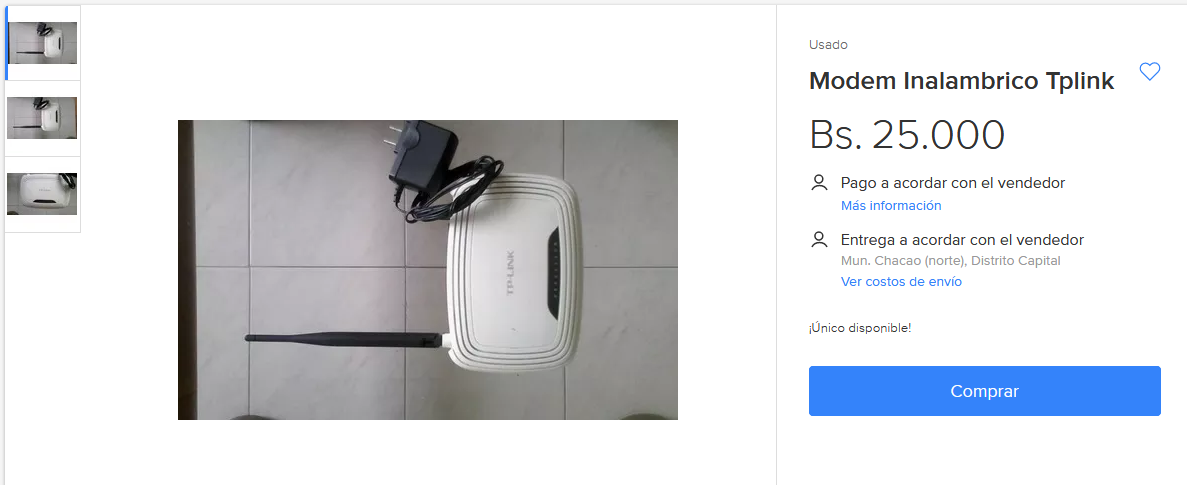 Usado
Modem Inalambrico Tplink
Bs. 25.000
Pago a acordar con el vendedor
Más información
Entrega a acordar con el vendedor
Mun. Chacao (norte), Distrito Capital
Ver costos de envío
¡Único disponible!
Comprar
TP-LINK